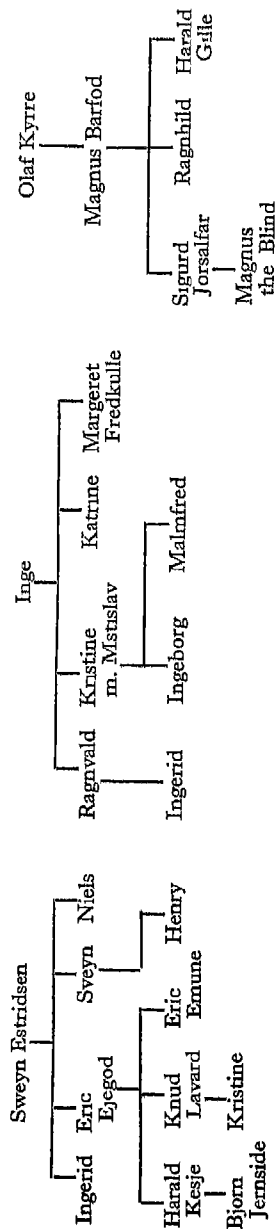 Sweyn Estridsen
Ingerid Eric Ejegod Sveyn Niels
Harald Kesje Knud Lavard Eric Emune Henry
Bjorn Jernside Kristine
Inge
Ragnvald Kristine m. Mstislav Katrine Margeret Fredkulle
Ingerid Ingeborg Malmfred
Olaf Kyrre
Magnus Barfod
Sigurd Jorsalfar Ragnhild Harald Gille
Magnus the Blind